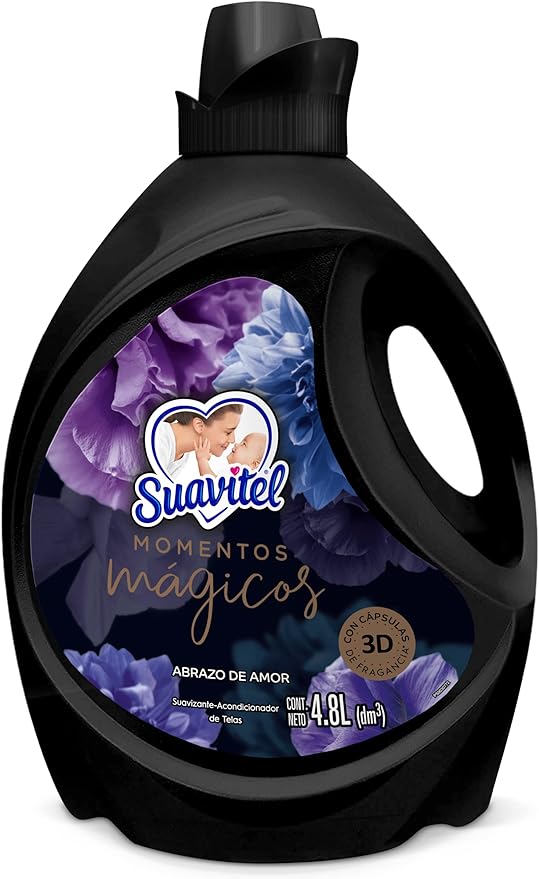 Suavitel
MOMENTOS
mágicos
CON CÁPSULAS
3D
DE FRAGANCIA*
ABRAZO DE AMOR
Suavizante-Acondicionador
de Telas
CONT.
NETO 4.8L (dm³)